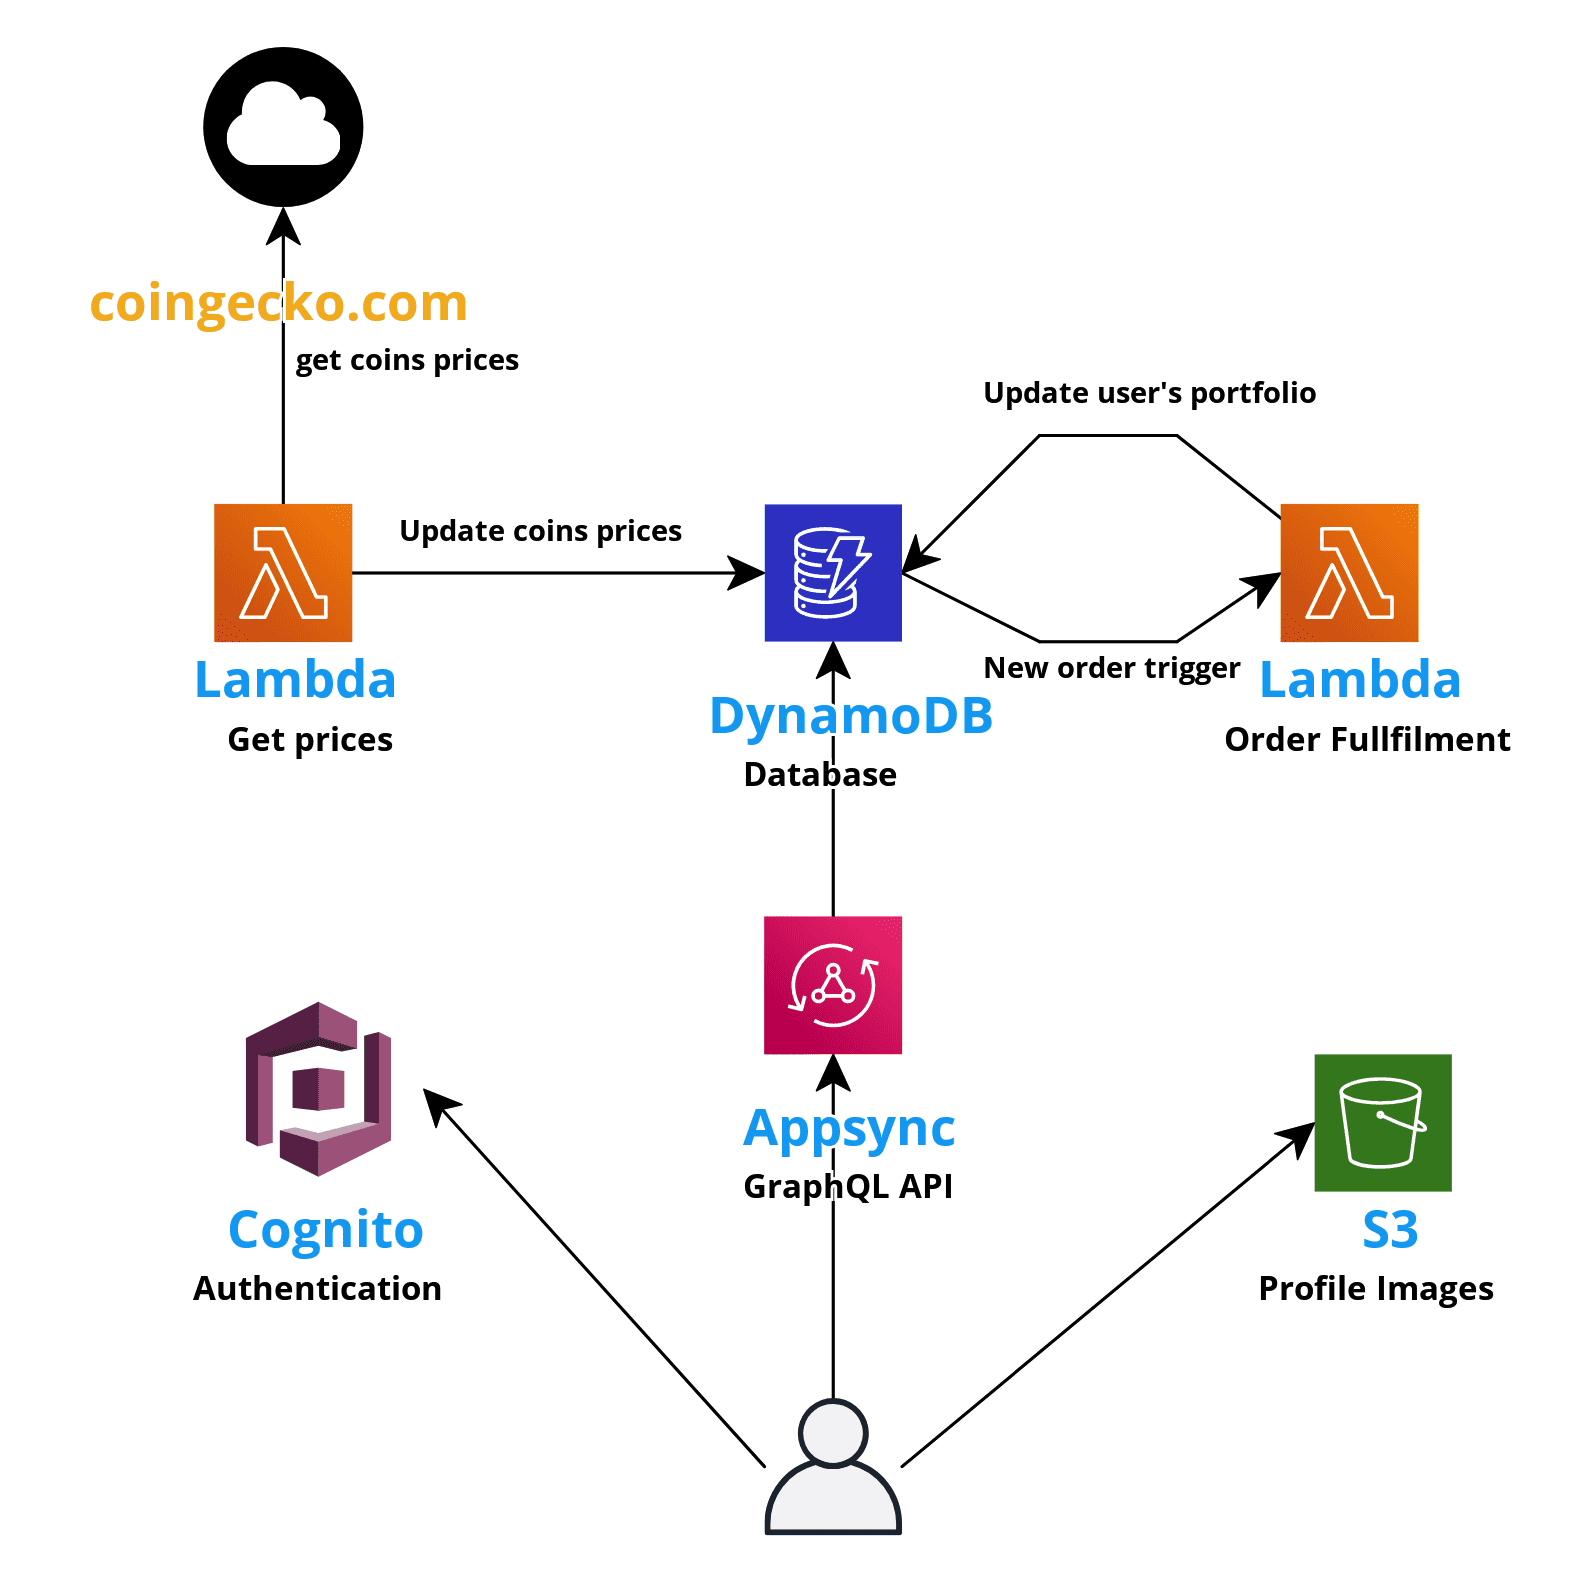 coingecko.com
get coins prices
Update user's portfolio
Update coins prices
New order trigger
Lambda
Get prices
DynamoDB
Database
Lambda
Order Fullfilment
Appsync
GraphQL API
Cognito
Authentication
S3
Profile Images